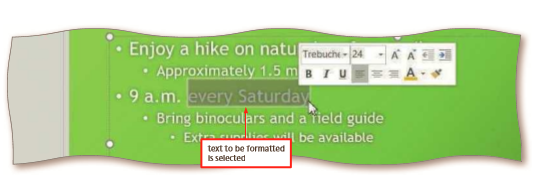 • Enjoy a hike on natu
Trebuche 24 A A
B I U A
• Approximately 1.5 m
• 9 a.m. every Saturday
• Bring binoculars and a field guide
• Extra supplies will be available
text to be formatted
is selected